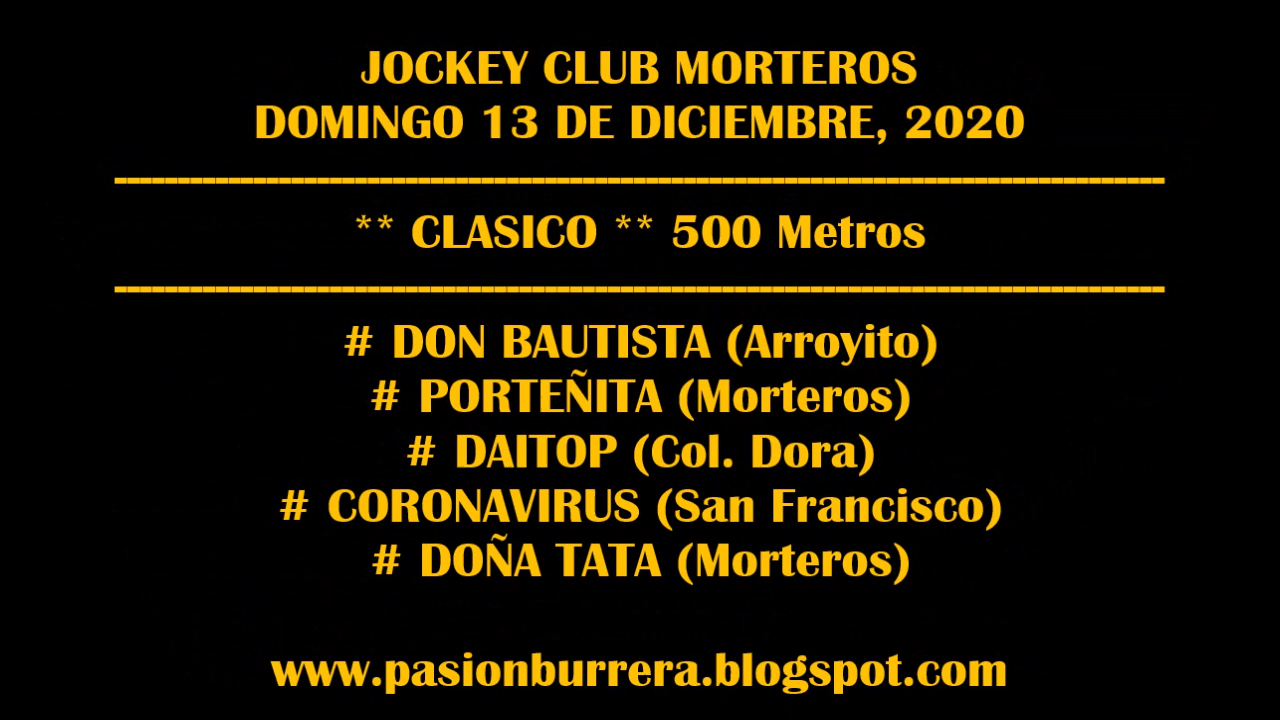 JOCKEY CLUB MORTEROS
DOMINGO 13 DE DICIEMBRE, 2020
** CLASICO ** 500 Metros
# DON BAUTISTA (Arroyito)
# PORTEÑITA (Morteros)
# DAITOP (Col. Dora)
# CORONAVIRUS (San Francisco)
# DOÑA TATA (Morteros)
www.pasionburrera.blogspot.com